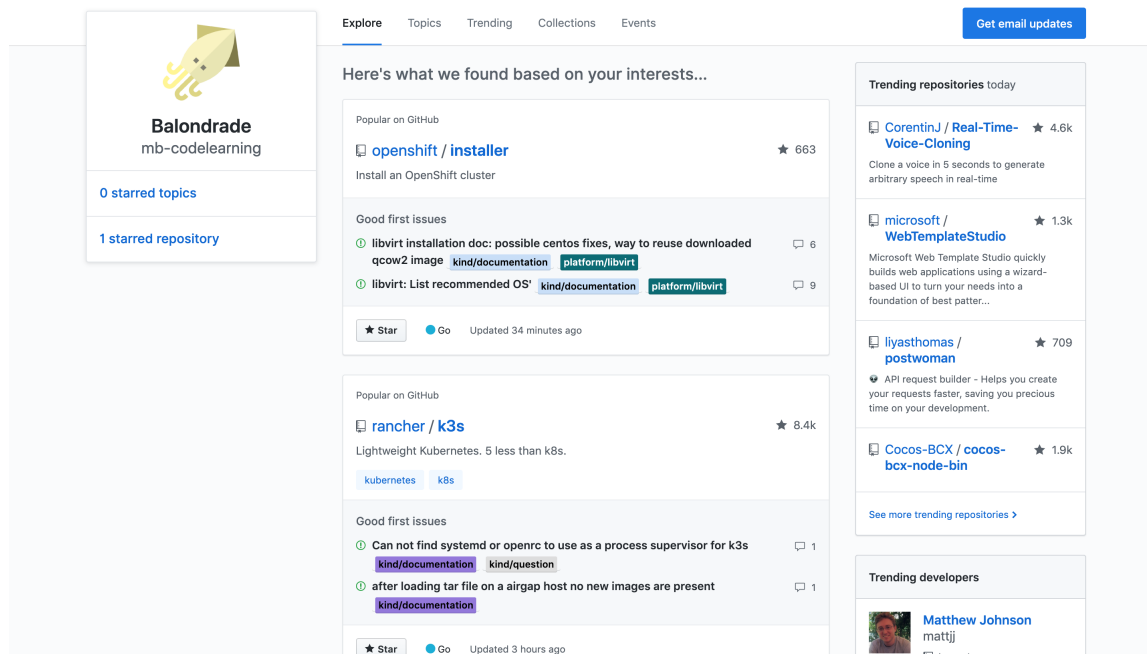 Explore Topics Trending Collections Events
Get email updates
Balondrade
mb-codelearning
0 starred topics
1 starred repository
Here's what we found based on your interests...
Popular on GitHub
openshift / installer 663
Install an OpenShift cluster
Good first issues
libvirt installation doc: possible centos fixes, way to reuse downloaded 6
qcow2 image kind/documentation platform/libvirt
libvirt: List recommended OS' kind/documentation platform/libvirt 9
Star Go Updated 34 minutes ago
Popular on GitHub
rancher / k3s 8.4k
Lightweight Kubernetes. 5 less than k8s.
kubernetes k8s
Good first issues
Can not find systemd or openrc to use as a process supervisor for k3s 1
kind/documentation kind/question
after loading tar file on a airgap host no new images are present 1
kind/documentation
Star Go Updated 3 hours ago
Trending repositories today
CorentinJ / Real-Time- 4.6k
Voice-Cloning
Clone a voice in 5 seconds to generate
arbitrary speech in real-time
microsoft / 1.3k
WebTemplateStudio
Microsoft Web Template Studio quickly
builds web applications using a wizard-
based UI to turn your needs into a
foundation of best patter...
liyasthomas / 709
postwoman
👽 API request builder - Helps you create
your requests faster, saving you precious
time on your development.
Cocos-BCX / cocos- 1.9k
bcx-node-bin
See more trending repositories
Trending developers
Matthew Johnson
mattjj